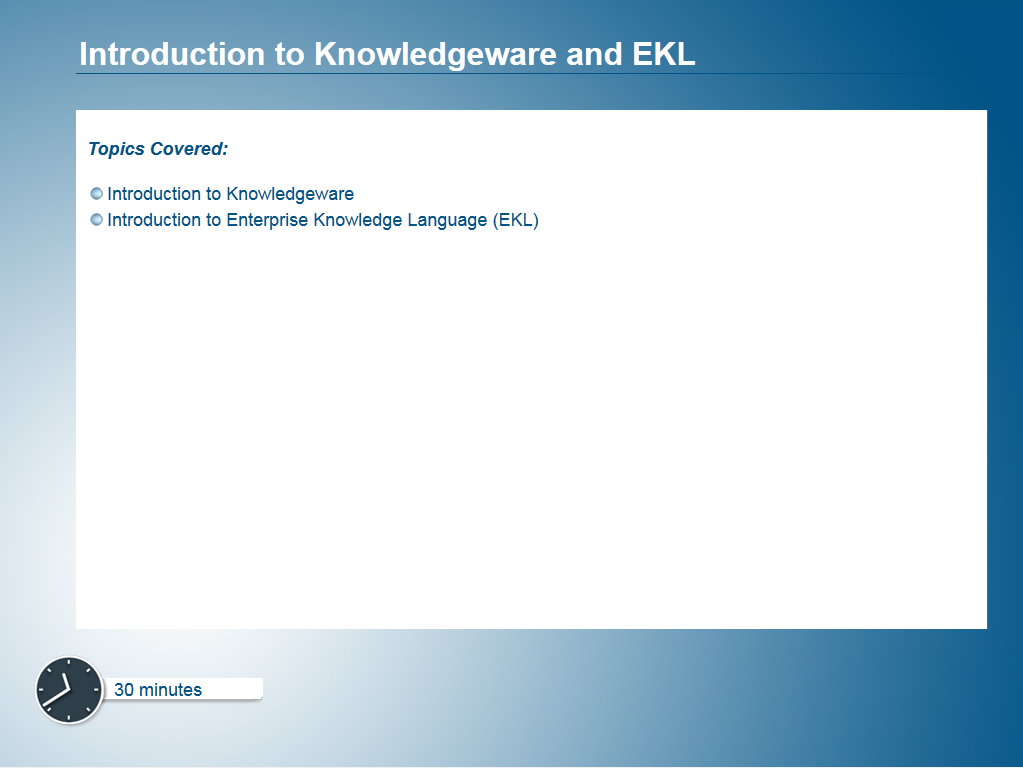 Introduction to Knowledgeware and EKL
Topics Covered:
Introduction to Knowledgeware
Introduction to Enterprise Knowledge Language (EKL)
30 minutes